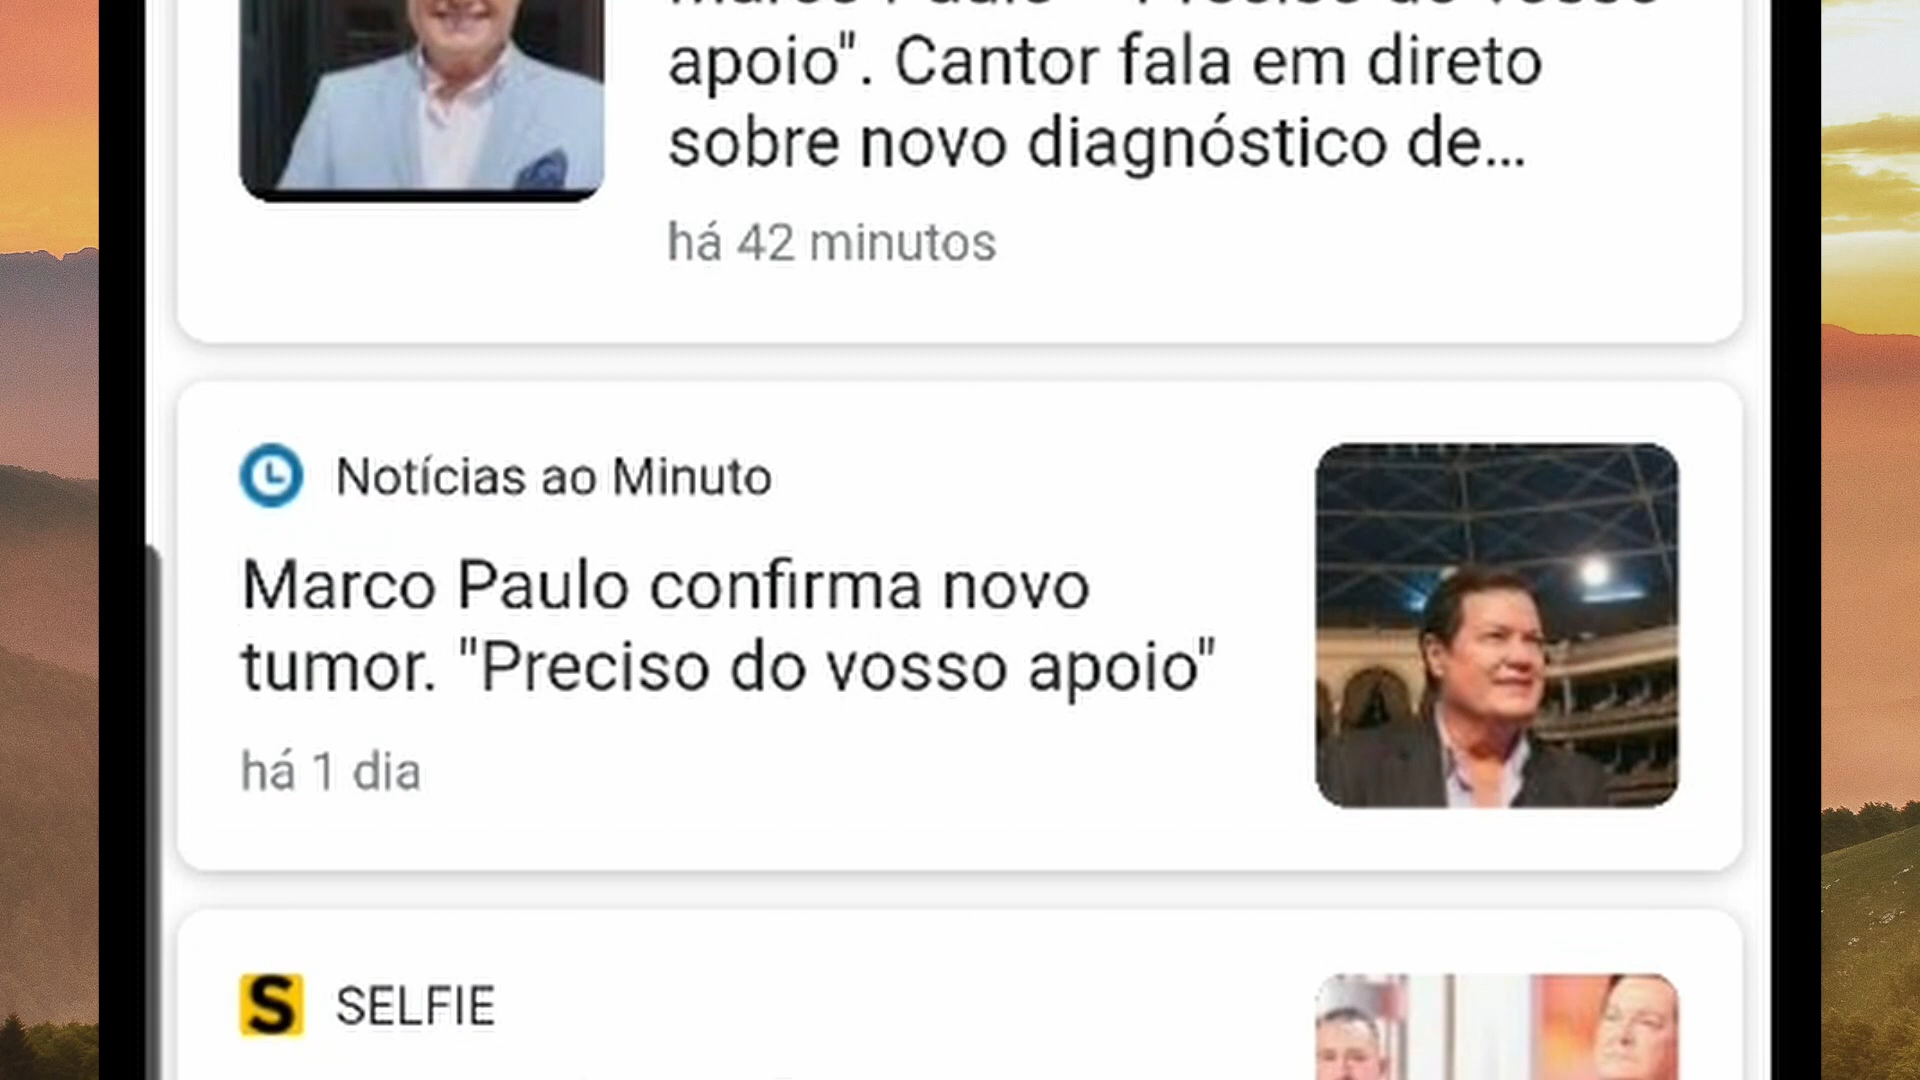 apoio". Cantor fala em direto
sobre novo diagnóstico de...
há 42 minutos
Notícias ao Minuto
Marco Paulo confirma novo
tumor. "Preciso do vosso apoio"
há 1 dia
S SELFIE